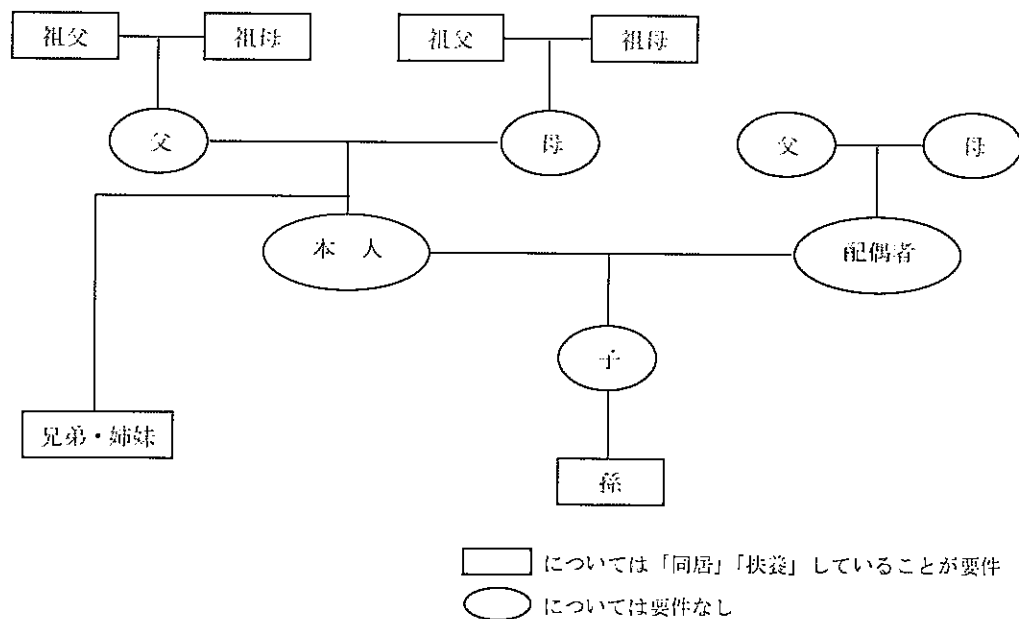 祖父
祖母
祖父
祖母
父
母
父
母
本 人
配偶者
子
兄弟・姉妹
孫
については「同居」「扶養」していることが要件
については要件なし